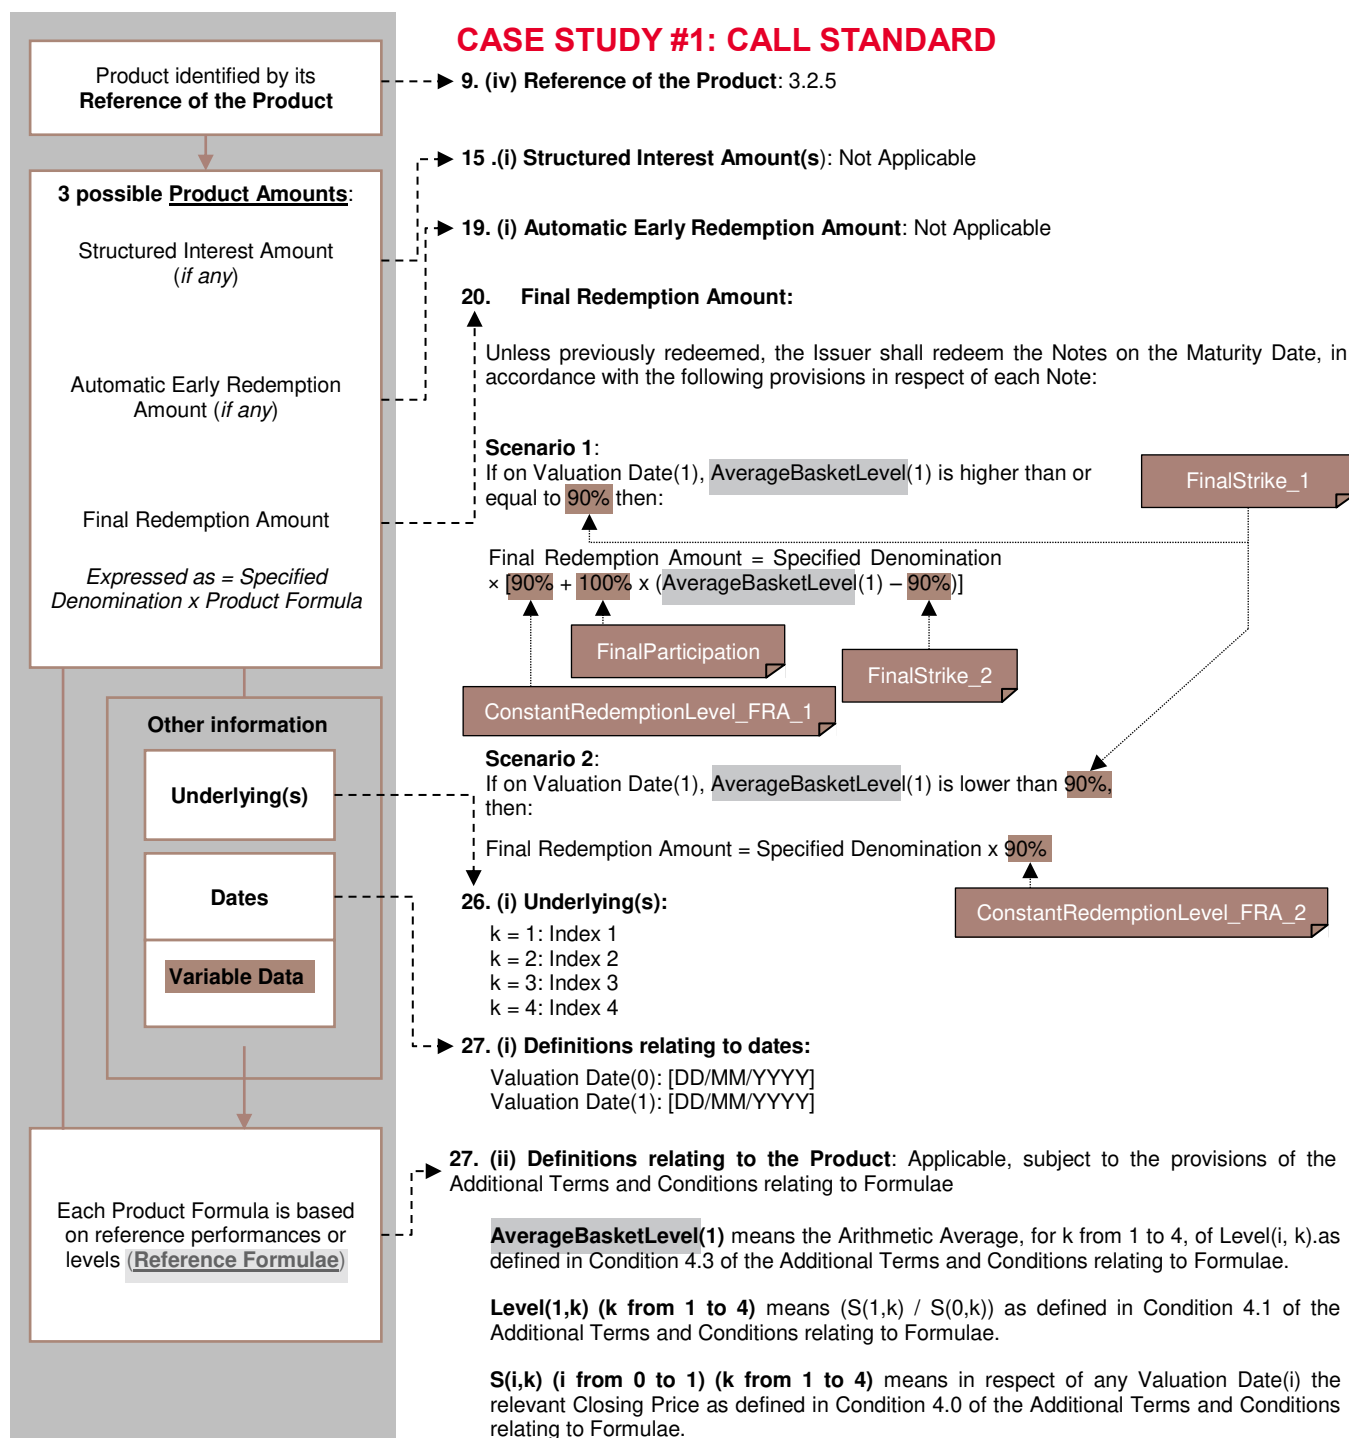 CASE STUDY #1: CALL STANDARD
Product identified by its
Reference of the Product
9. (iv) Reference of the Product: 3.2.5
15 .(i) Structured Interest Amount(s): Not Applicable
3 possible Product Amounts:
19. (i) Automatic Early Redemption Amount: Not Applicable
Structured Interest Amount
(if any)
20. Final Redemption Amount:
Unless previously redeemed, the Issuer shall redeem the Notes on the Maturity Date, in
accordance with the following provisions in respect of each Note:
Automatic Early Redemption
Amount (if any)
Scenario 1:
If on Valuation Date(1), AverageBasketLevel(1) is higher than or
equal to 90% then:
FinalStrike_1
Final Redemption Amount
Final Redemption Amount = Specified Denomination
× [90% + 100% x (AverageBasketLevel(1) – 90%)]
Expressed as = Specified
Denomination x Product Formula
FinalParticipation
FinalStrike_2
ConstantRedemptionLevel_FRA_1
Other information
Scenario 2:
If on Valuation Date(1), AverageBasketLevel(1) is lower than 90%,
then:
Underlying(s)
Final Redemption Amount = Specified Denomination x 90%
ConstantRedemptionLevel_FRA_2
Dates
26. (i) Underlying(s):
k = 1: Index 1
k = 2: Index 2
k = 3: Index 3
k = 4: Index 4
Variable Data
27. (i) Definitions relating to dates:
Valuation Date(0): [DD/MM/YYYY]
Valuation Date(1): [DD/MM/YYYY]
27. (ii) Definitions relating to the Product: Applicable, subject to the provisions of the
Additional Terms and Conditions relating to Formulae
Each Product Formula is based
on reference performances or
levels (Reference Formulae)
AverageBasketLevel(1) means the Arithmetic Average, for k from 1 to 4, of Level(i, k).as
defined in Condition 4.3 of the Additional Terms and Conditions relating to Formulae.
Level(1,k) (k from 1 to 4) means (S(1,k) / S(0,k)) as defined in Condition 4.1 of the
Additional Terms and Conditions relating to Formulae.
S(i,k) (i from 0 to 1) (k from 1 to 4) means in respect of any Valuation Date(i) the
relevant Closing Price as defined in Condition 4.0 of the Additional Terms and Conditions
relating to Formulae.